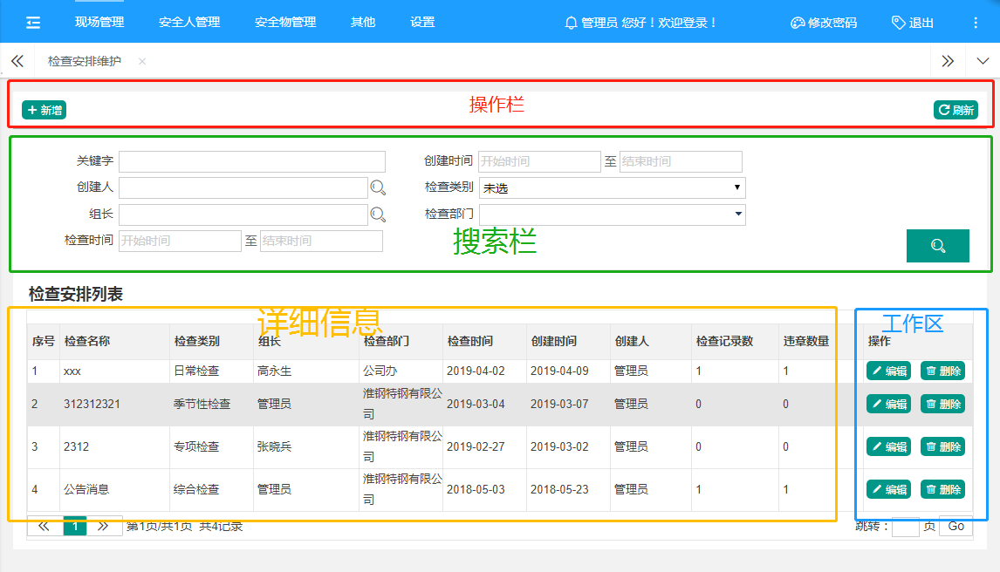 现场管理 安全人管理 安全物管理 其他 设置 管理员 您好！欢迎登录！ 修改密码 退出
检查安排维护
新增 操作栏 刷新
关键字 创建时间 开始时间 至 结束时间
创建人 检查类别 未选
组长 检查部门
检查时间 开始时间 至 结束时间 搜索栏
检查安排列表
详细信息 工作区
序号 检查名称 检查类别 组长 检查部门 检查时间 创建时间 创建人 检查记录数 违章数量 操作
1 xxx 日常检查 高永生 公司办 2019-04-02 2019-04-09 管理员 1 1 编辑 删除
2 312312321 季节性检查 管理员 淮钢特钢有限公司 2019-03-04 2019-03-07 管理员 0 0 编辑 删除
3 2312 专项检查 张晓兵 淮钢特钢有限公司 2019-02-27 2019-03-02 管理员 0 0 编辑 删除
4 公告消息 综合检查 管理员 淮钢特钢有限公司 2018-05-03 2018-05-23 管理员 1 1 编辑 删除
1 第1页/共1页 共4记录 跳转： 页 Go